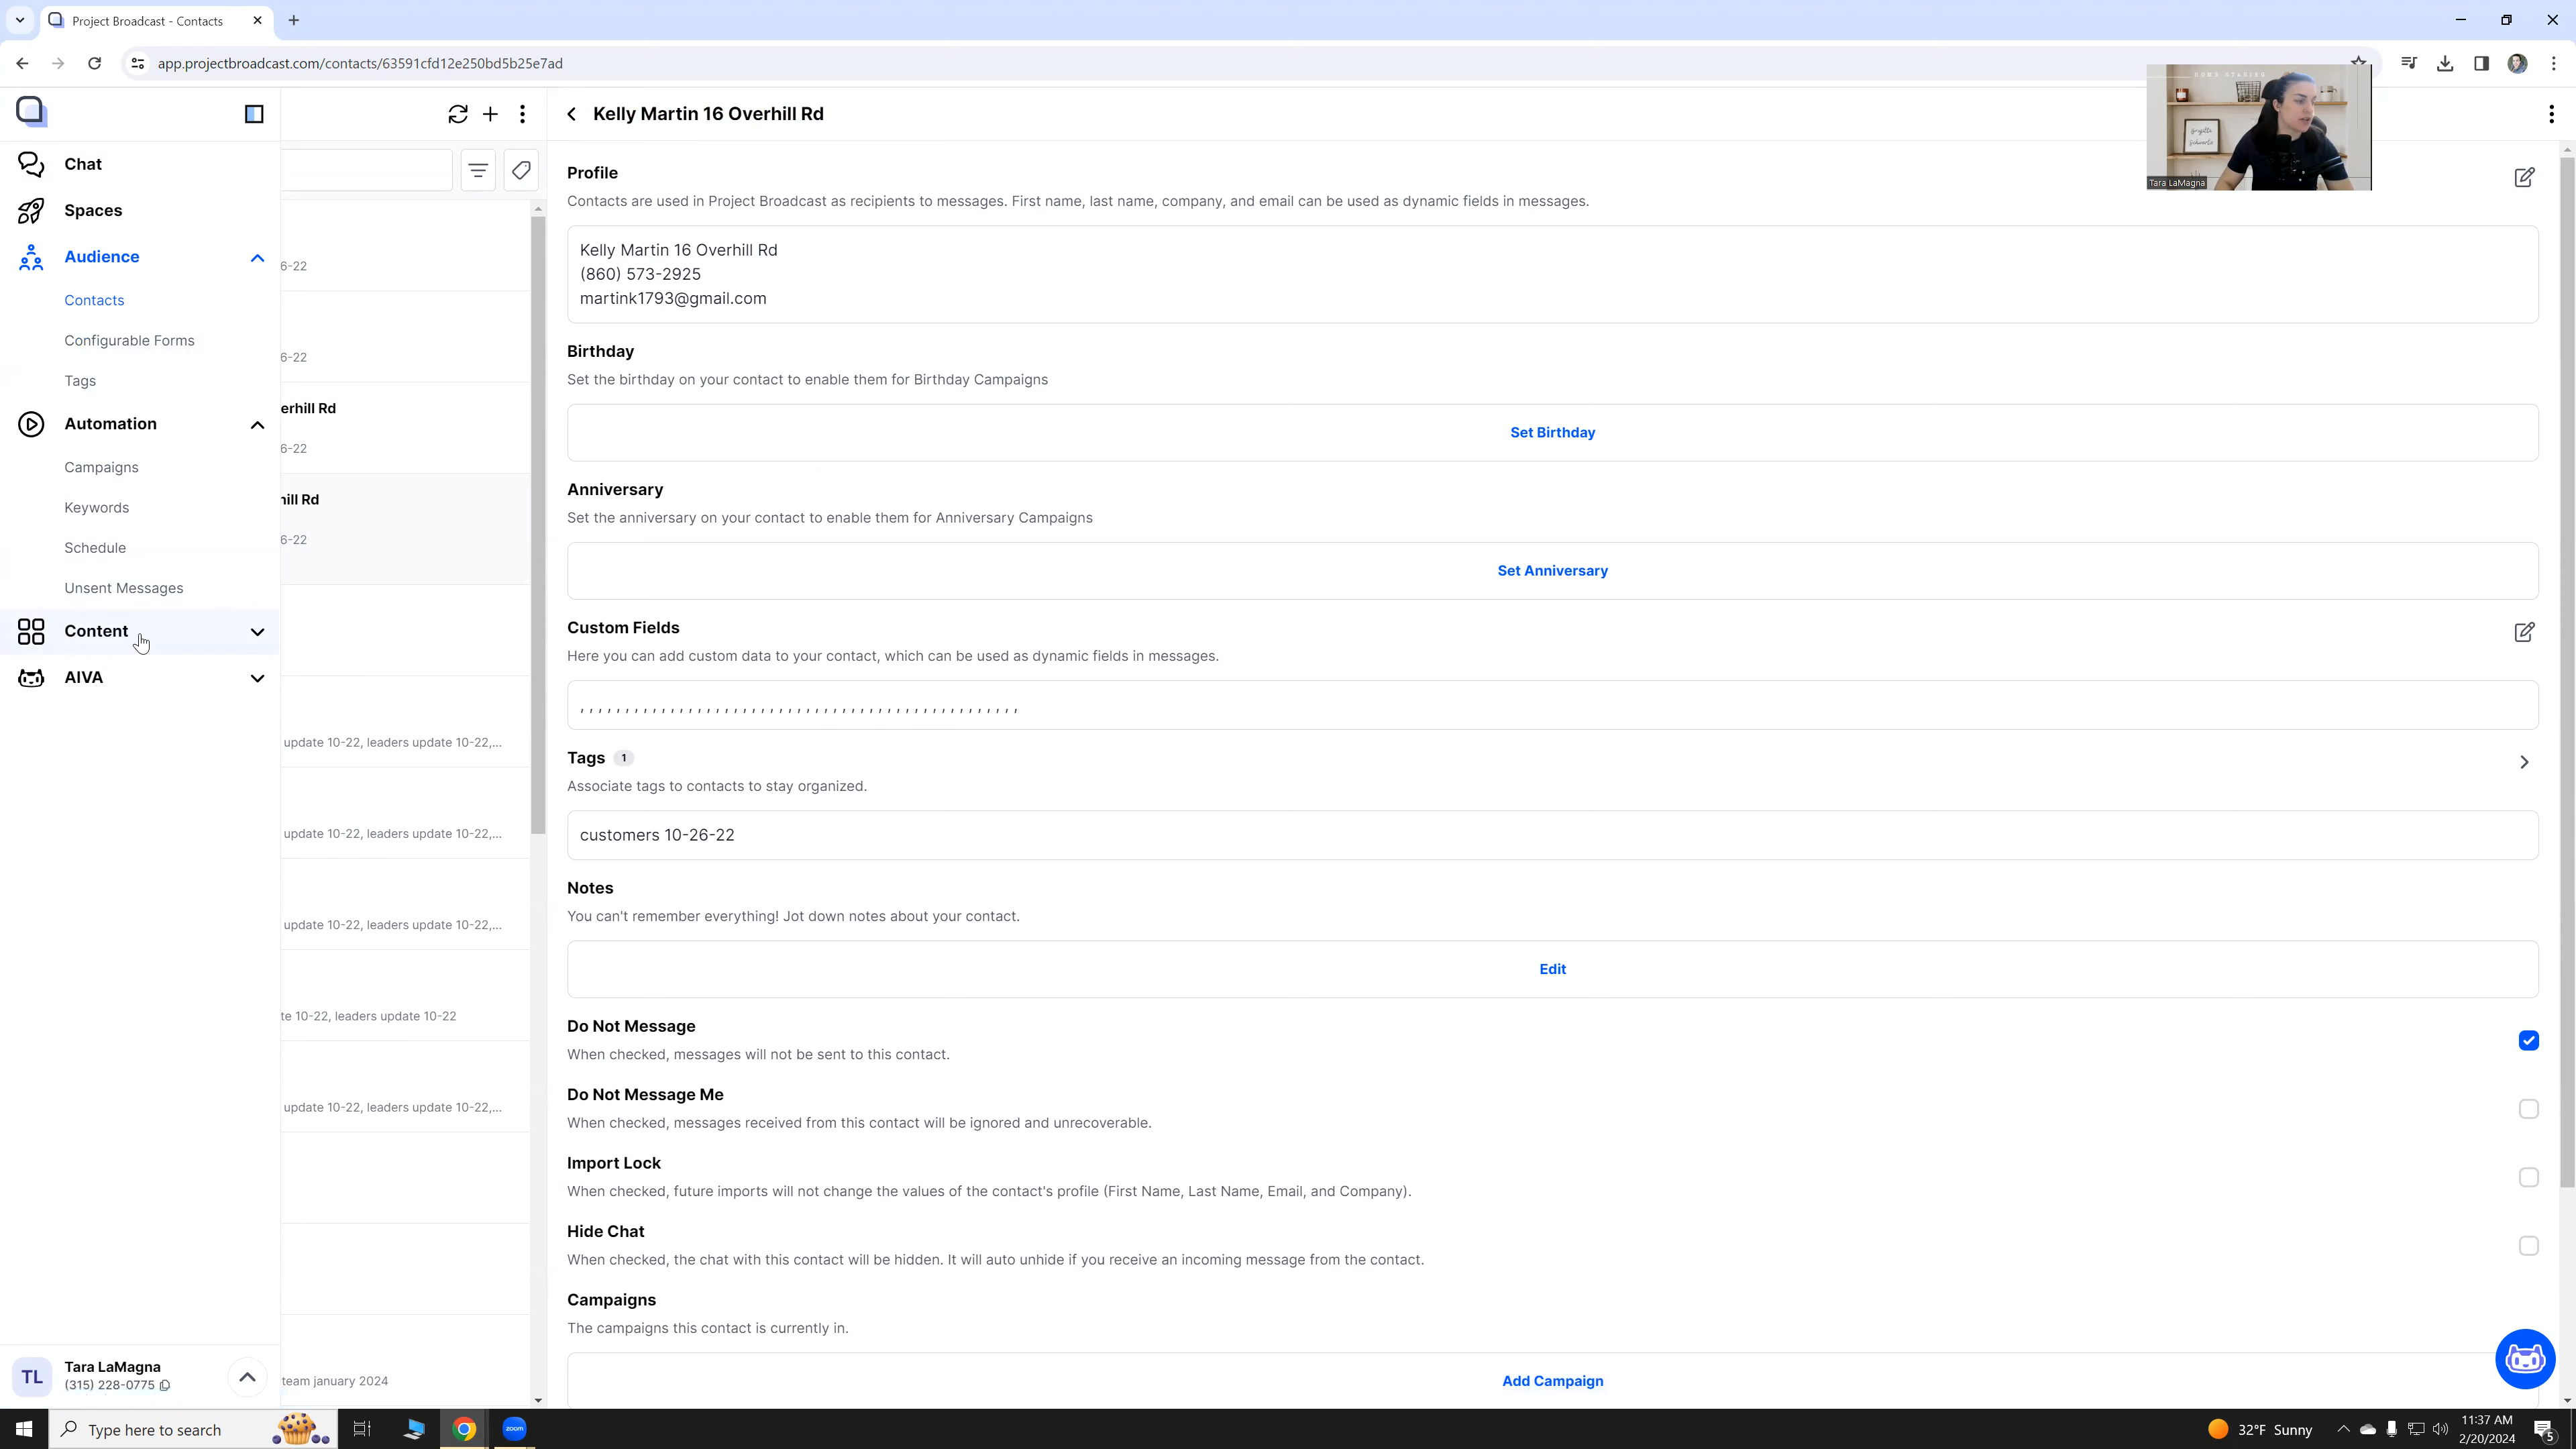 Project Broadcast - Contacts
app.projectbroadcast.com/contacts/63591cfd12e250bd5b25e7ad
HOME STAGING
Tara LaMagna
Chat
Spaces
Audience
Contacts
Configurable Forms
Tags
Automation
Campaigns
Keywords
Schedule
Unsent Messages
Content
AIVA
TL
Tara LaMagna
(315) 228-0775
6-22
6-22
erhill Rd
6-22
hill Rd
6-22
update 10-22, leaders update 10-22,...
update 10-22, leaders update 10-22,...
update 10-22, leaders update 10-22,...
te 10-22, leaders update 10-22
update 10-22, leaders update 10-22,...
team january 2024
Kelly Martin 16 Overhill Rd
Profile
Contacts are used in Project Broadcast as recipients to messages. First name, last name, company, and email can be used as dynamic fields in messages.
Kelly Martin 16 Overhill Rd
(860) 573-2925
martink1793@gmail.com
Birthday
Set the birthday on your contact to enable them for Birthday Campaigns
Set Birthday
Anniversary
Set the anniversary on your contact to enable them for Anniversary Campaigns
Set Anniversary
Custom Fields
Here you can add custom data to your contact, which can be used as dynamic fields in messages.
, , , , , , , , , , , , , , , , , , , , , , , , , , , , , , , , , , , , , , , , , , , , , , , , ,
Tags 1
Associate tags to contacts to stay organized.
customers 10-26-22
Notes
You can't remember everything! Jot down notes about your contact.
Edit
Do Not Message
When checked, messages will not be sent to this contact.
Do Not Message Me
When checked, messages received from this contact will be ignored and unrecoverable.
Import Lock
When checked, future imports will not change the values of the contact's profile (First Name, Last Name, Email, and Company).
Hide Chat
When checked, the chat with this contact will be hidden. It will auto unhide if you receive an incoming message from the contact.
Campaigns
The campaigns this contact is currently in.
Add Campaign
Type here to search
zoom
32°F Sunny
11:37 AM
2/20/2024
5